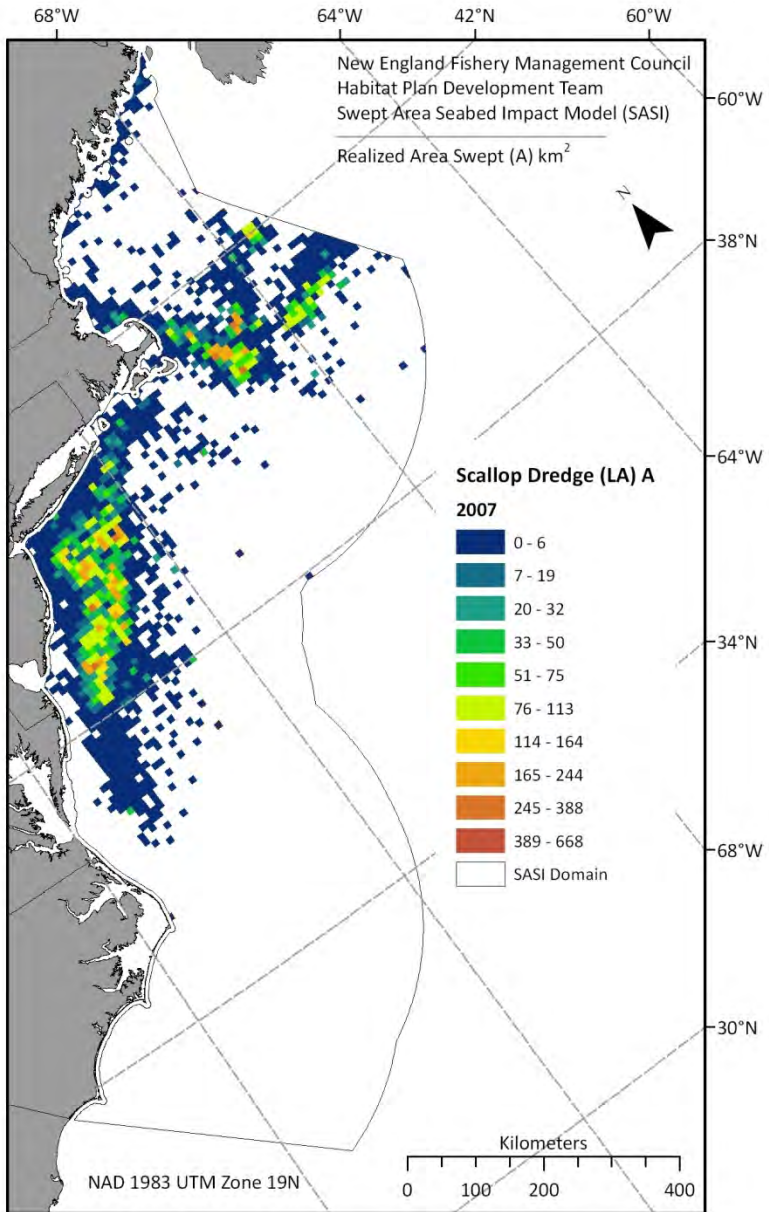 68°W
64°W
42°N
60°W
New England Fishery Management Council
Habitat Plan Development Team
Swept Area Seabed Impact Model (SASI)
Realized Area Swept (A) km²
60°W
N
38°N
64°W
Scallop Dredge (LA) A
2007
0 - 6
7 - 19
20 - 32
33 - 50
51 - 75
76 - 113
114 - 164
165 - 244
245 - 388
389 - 668
SASI Domain
34°N
68°W
30°N
Kilometers
0 100 200 300 400
NAD 1983 UTM Zone 19N